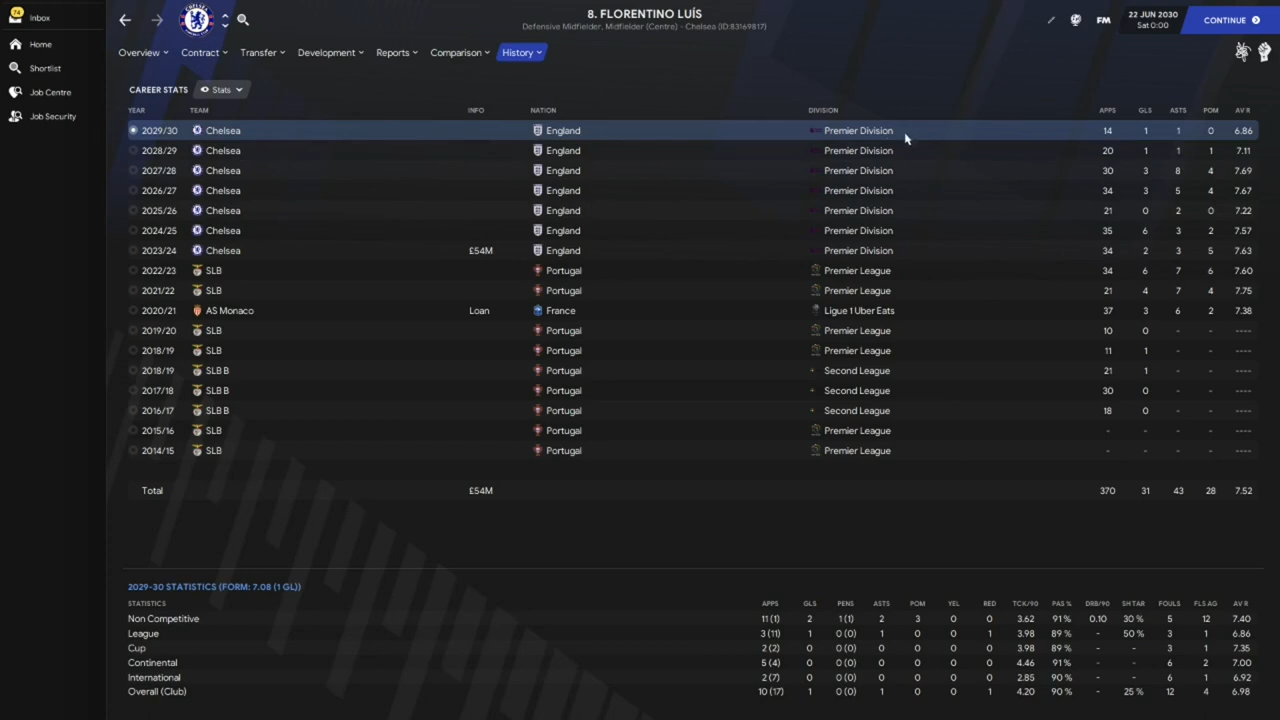 74
Inbox
8. FLORENTINO LUÍS
Defensive Midfielder, Midfielder (Centre) - Chelsea (ID:83169817)
FM
22 JUN 2030
Sat 0:00
CONTINUE
Home
Shortlist
Job Centre
Job Security
Overview Contract Transfer Development Reports Comparison History
CAREER STATS Stats
YEAR TEAM INFO NATION DIVISION APPS GLS ASTS POM AV R
2029/30 Chelsea England Premier Division 14 1 1 0 6.86
2028/29 Chelsea England Premier Division 20 1 1 1 7.11
2027/28 Chelsea England Premier Division 30 3 8 4 7.69
2026/27 Chelsea England Premier Division 34 3 5 4 7.67
2025/26 Chelsea England Premier Division 21 0 2 0 7.22
2024/25 Chelsea England Premier Division 35 6 3 2 7.57
2023/24 Chelsea £54M England Premier Division 34 2 3 5 7.63
2022/23 SLB Portugal Premier League 34 6 7 6 7.60
2021/22 SLB Portugal Premier League 21 4 7 4 7.75
2020/21 AS Monaco Loan France Ligue 1 Uber Eats 37 3 6 2 7.38
2019/20 SLB Portugal Premier League 10 0 - - ----
2018/19 SLB Portugal Premier League 11 1 - - ----
2018/19 SLB B Portugal Second League 21 1 - - ----
2017/18 SLB B Portugal Second League 30 0 - - ----
2016/17 SLB B Portugal Second League 18 0 - - ----
2015/16 SLB Portugal Premier League - - - - ----
2014/15 SLB Portugal Premier League - - - - ----
Total £54M 370 31 43 28 7.52
2029-30 STATISTICS (FORM: 7.08 (1 GL))
STATISTICS APPS GLS PENS ASTS POM YEL RED TCK/90 PAS % DRB/90 SH TAR FOULS FLS AG AV R
Non Competitive 11 (1) 2 1 (1) 2 3 0 0 3.62 91 % 0.10 30 % 5 12 7.40
League 3 (11) 1 0 (0) 1 0 0 1 3.98 89 % - 50 % 3 1 6.86
Cup 2 (2) 0 0 (0) 0 0 0 0 3.98 89 % - - 3 1 7.35
Continental 5 (4) 0 0 (0) 0 0 0 0 4.46 91 % - - 6 2 7.00
International 2 (7) 0 0 (0) 0 0 0 0 2.85 90 % - - 6 1 6.92
Overall (Club) 10 (17) 1 0 (0) 1 0 0 1 4.20 90 % - 25 % 12 4 6.98